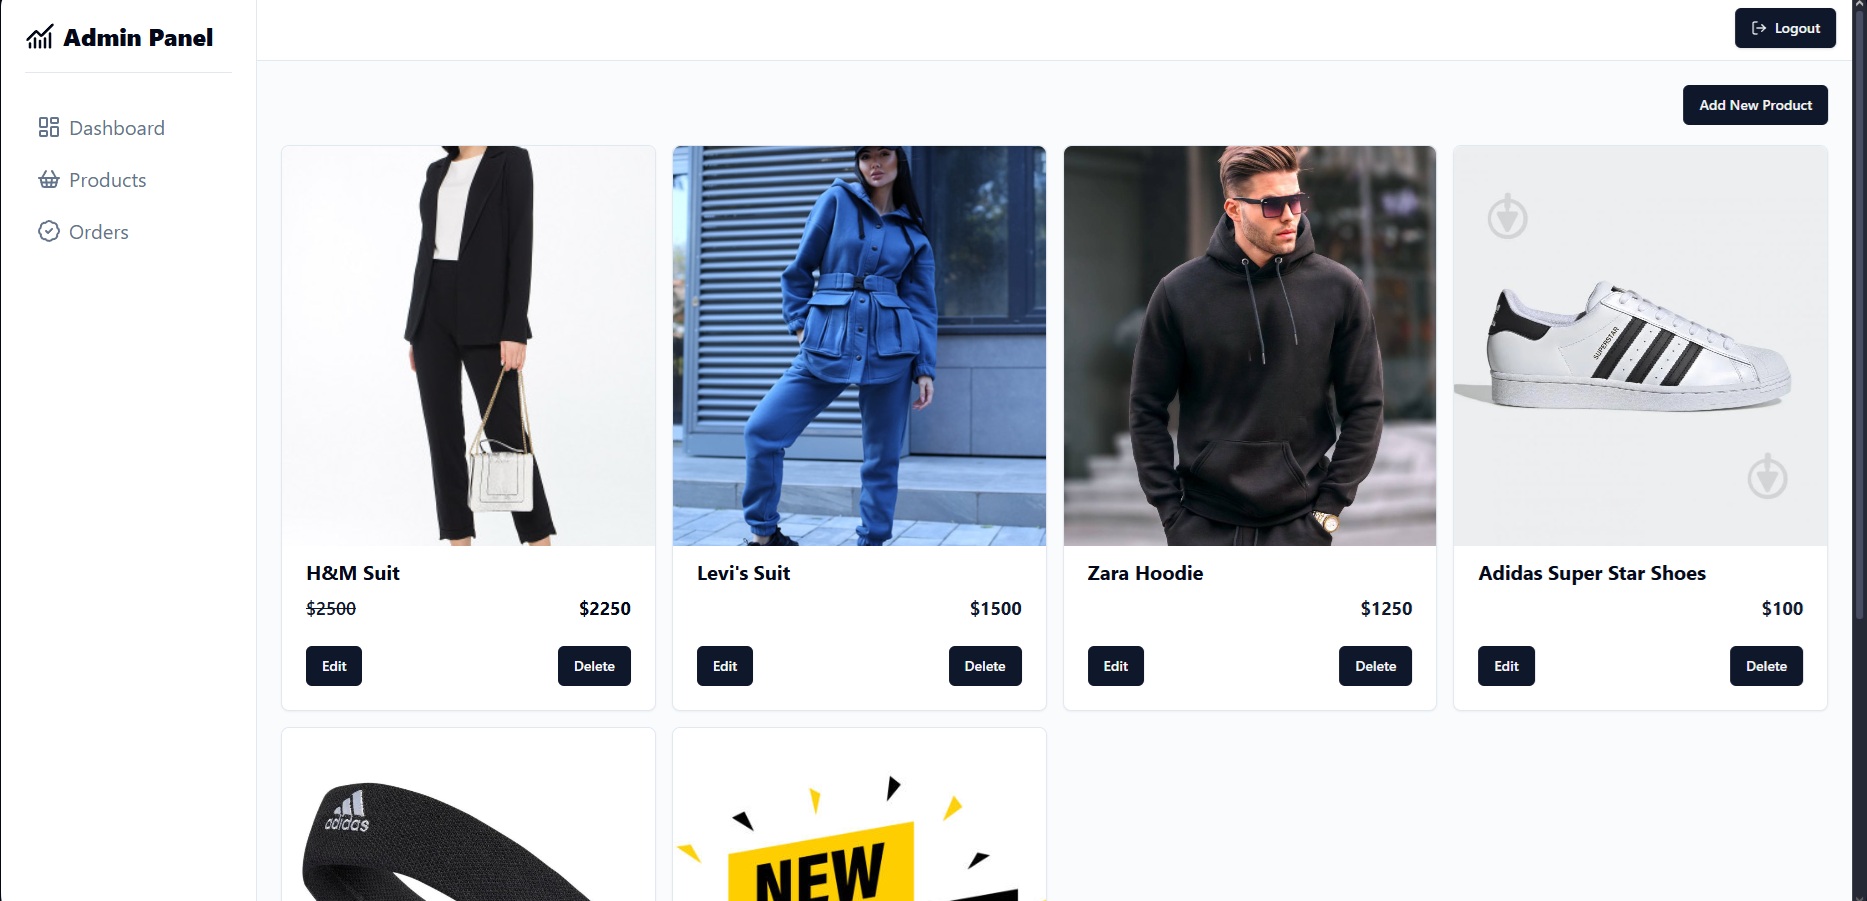 Admin Panel
Logout
Dashboard
Products
Orders
Add New Product
SUPERSTAR
H&M Suit
$2500 $2250
Edit Delete
Levi's Suit
$1500
Edit Delete
Zara Hoodie
$1250
Edit Delete
Adidas Super Star Shoes
$100
Edit Delete
adidas
NEW